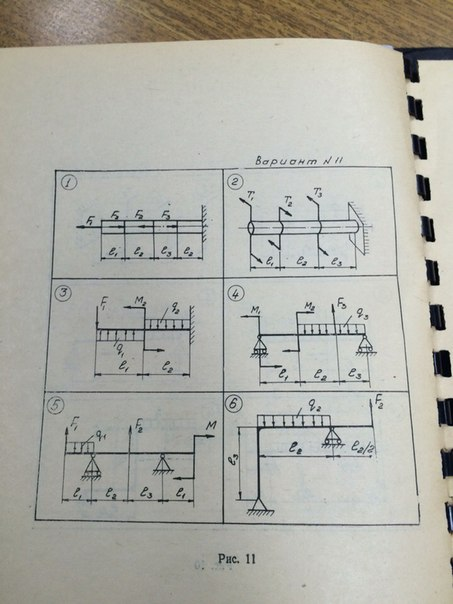 Вариант N 11
1
F₁ F₂ F₂ F₃
ℓ₁ ℓ₂ ℓ₃ ℓ₂
2
T₁ T₂ T₃
ℓ₁ ℓ₂ ℓ₃
3
F₁ M₂ q₂
q₁
ℓ₁ ℓ₂
4
M₁ M₂ F₃ q₃
ℓ₁ ℓ₂ ℓ₃
5
F₁ q₁ F₂ M
ℓ₁ ℓ₂ ℓ₃ ℓ₁
6
q₂ F₂
ℓ₃ ℓ₂ ℓ₂/2
Рис. 11